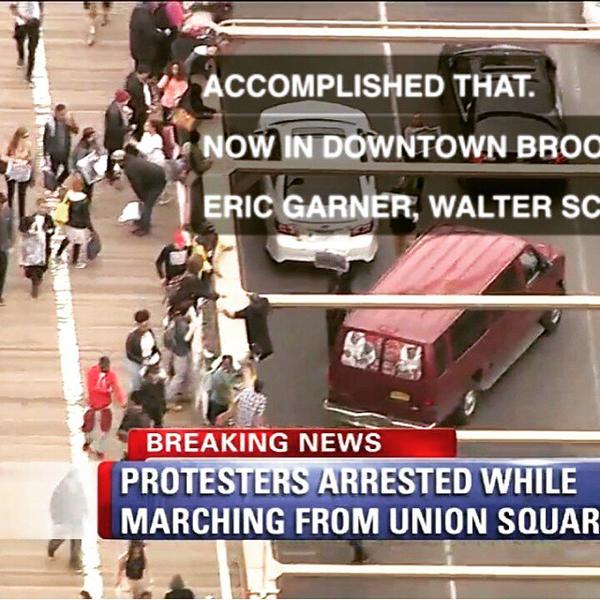 ACCOMPLISHED THAT.
NOW IN DOWNTOWN BROO
ERIC GARNER, WALTER SC
BREAKING NEWS
PROTESTERS ARRESTED WHILE
MARCHING FROM UNION SQUAR